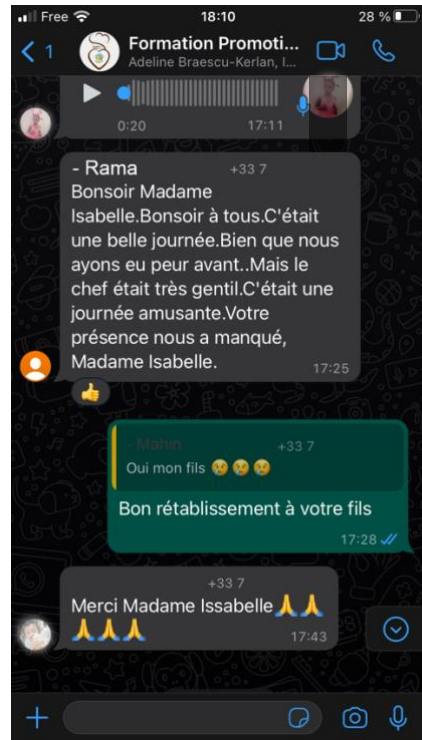 Free 18:10 28 %
1 Formation Promoti...
Adeline Braescu-Kerlan, I...
0:20 17:11
- Rama +33 7
Bonsoir Madame
Isabelle.Bonsoir à tous.C'était
une belle journée.Bien que nous
ayons eu peur avant..Mais le
chef était très gentil.C'était une
journée amusante.Votre
présence nous a manqué,
Madame Isabelle.
17:25
- Mahin +33 7
Oui mon fils 😢😢😢
Bon rétablissement à votre fils
17:28
+33 7
Merci Madame Issabelle🙏🙏
🙏🙏🙏
17:43